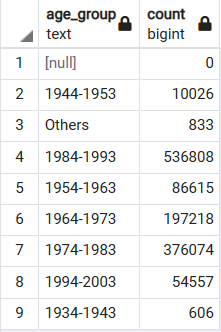 age_group count
text bigint
1 [null] 0
2 1944-1953 10026
3 Others 833
4 1984-1993 536808
5 1954-1963 86615
6 1964-1973 197218
7 1974-1983 376074
8 1994-2003 54557
9 1934-1943 606